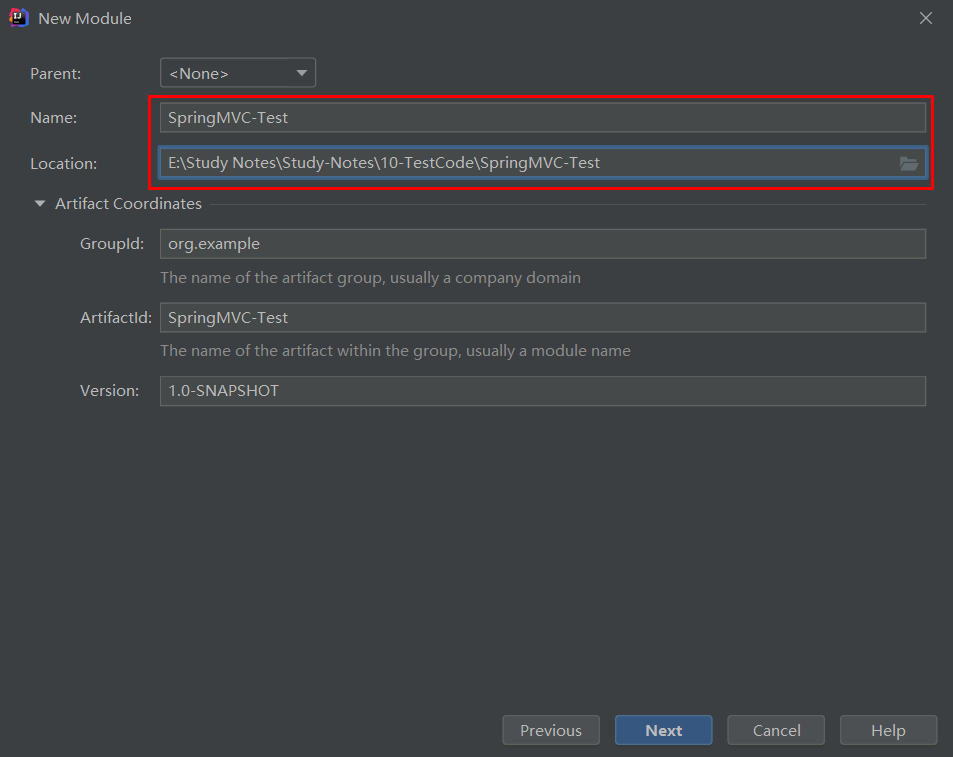 New Module
Parent: <None>
Name: SpringMVC-Test
Location: E:\Study Notes\Study-Notes\10-TestCode\SpringMVC-Test
Artifact Coordinates
GroupId: org.example
The name of the artifact group, usually a company domain
ArtifactId: SpringMVC-Test
The name of the artifact within the group, usually a module name
Version: 1.0-SNAPSHOT
Previous Next Cancel Help